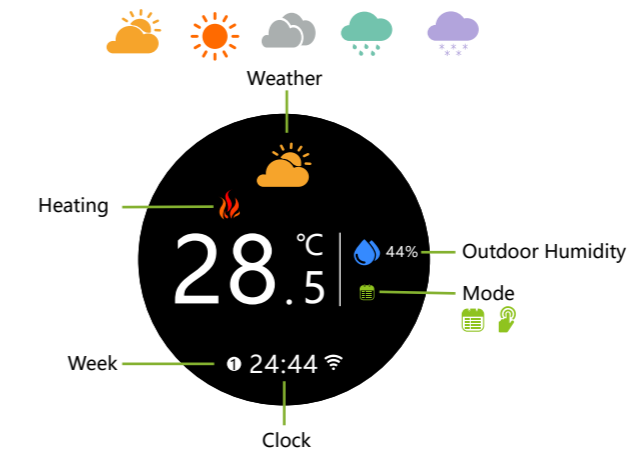 Weather
Heating
28.5 °C
44%
Outdoor Humidity
Mode
Week
1 24:44
Clock